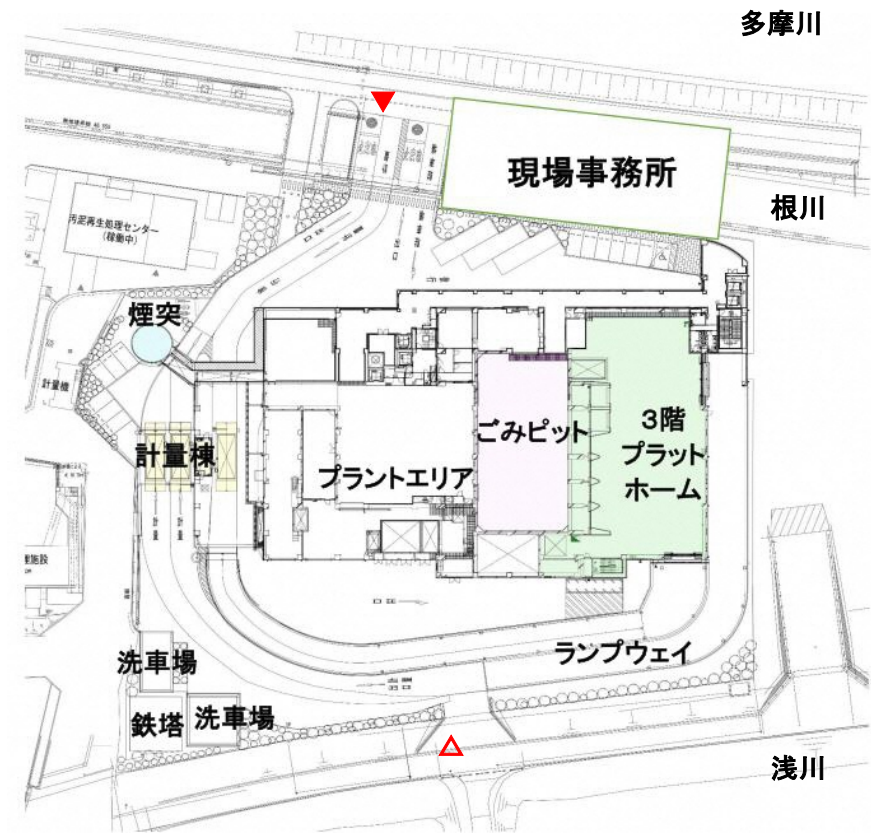 多摩川
現場事務所
根川
汚泥再生処理センター
(稼働中)
煙突
計量機
計量棟
プラントエリア
ごみピット
3階
プラット
ホーム
ランプウェイ
洗車場
鉄塔
洗車場
浅川